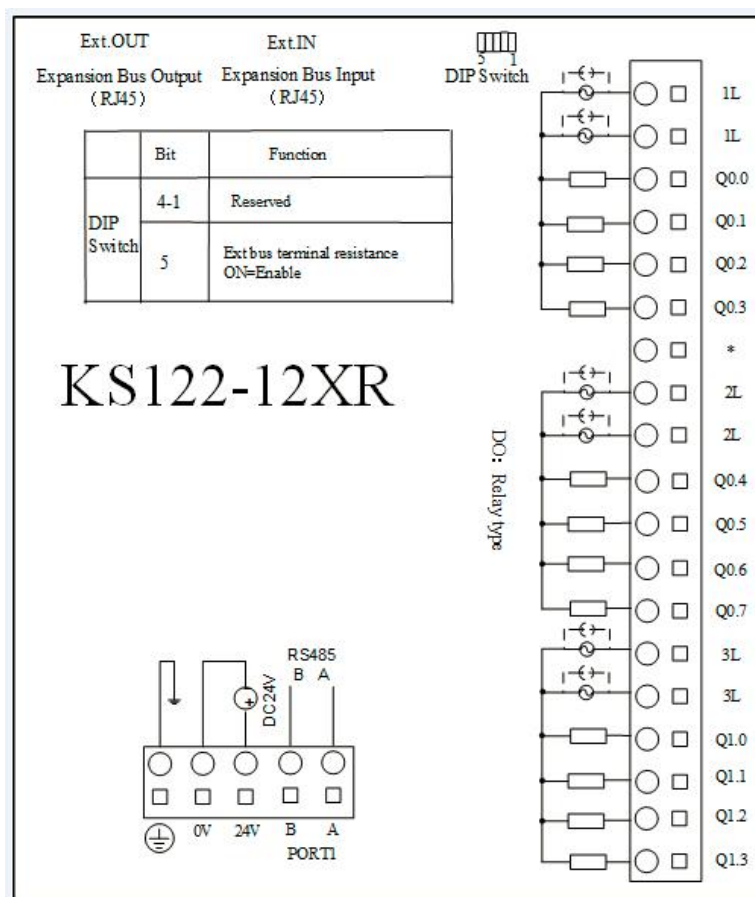 Ext.OUT
Expansion Bus Output
(RJ45)
Ext.IN
Expansion Bus Input
(RJ45)
5 1
DIP Switch
Bit Function
DIP
Switch
4-1 Reserved
5 Ext bus terminal resistance
ON=Enable
KS122-12XR
DO: Relay type
1L
1L
Q0.0
Q0.1
Q0.2
Q0.3
*
2L
2L
Q0.4
Q0.5
Q0.6
Q0.7
3L
3L
Q1.0
Q1.1
Q1.2
Q1.3
RS485
B A
DC24V
+
0V 24V B A
PORT1